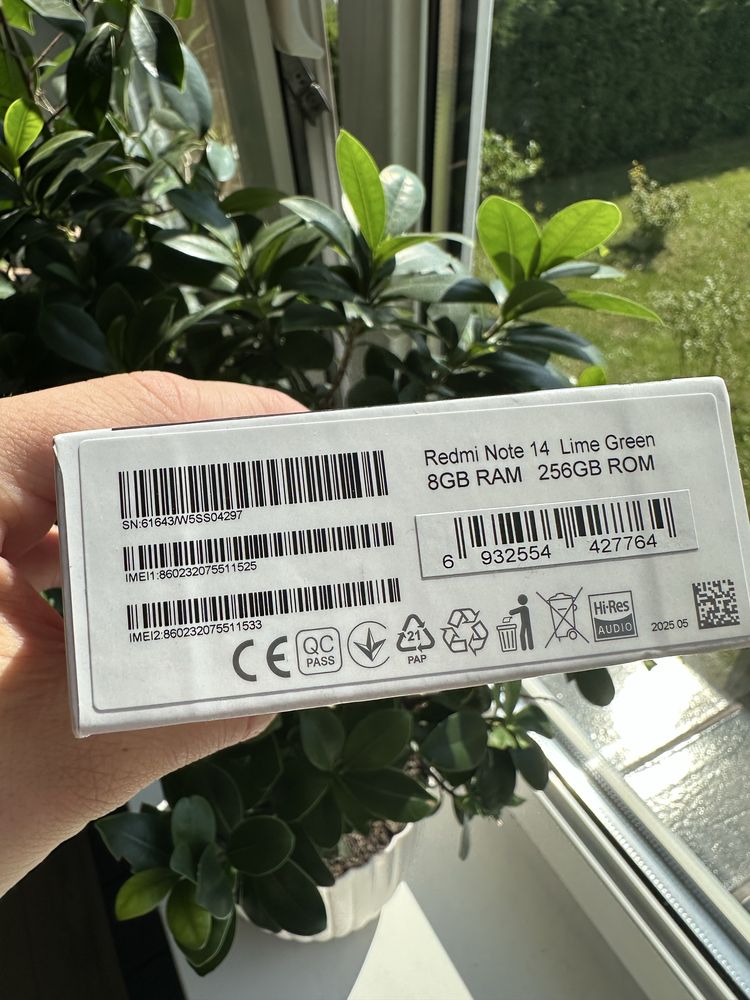 SN:61643/W5SS04297
IMEI1:860232075511525
IMEI2:860232075511533
Redmi Note 14 Lime Green
8GB RAM 256GB ROM
6 932554 427764
CE
QC
PASS
21
PAP
Hi-Res
AUDIO
2025 05